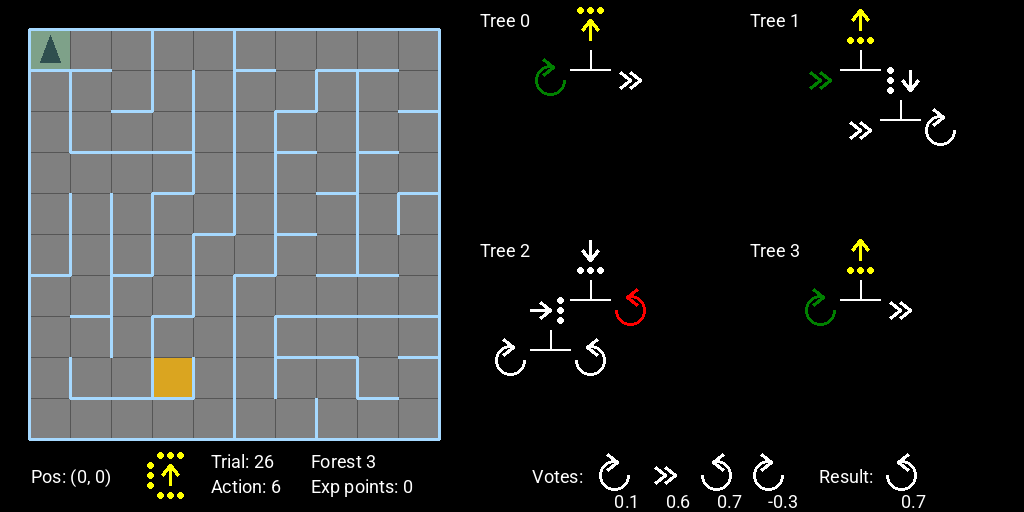 Tree 0
Tree 1
Tree 2
Tree 3
Pos: (0, 0)
Trial: 26
Forest 3
Action: 6
Exp points: 0
Votes:
0.1
0.6
0.7
-0.3
Result:
0.7